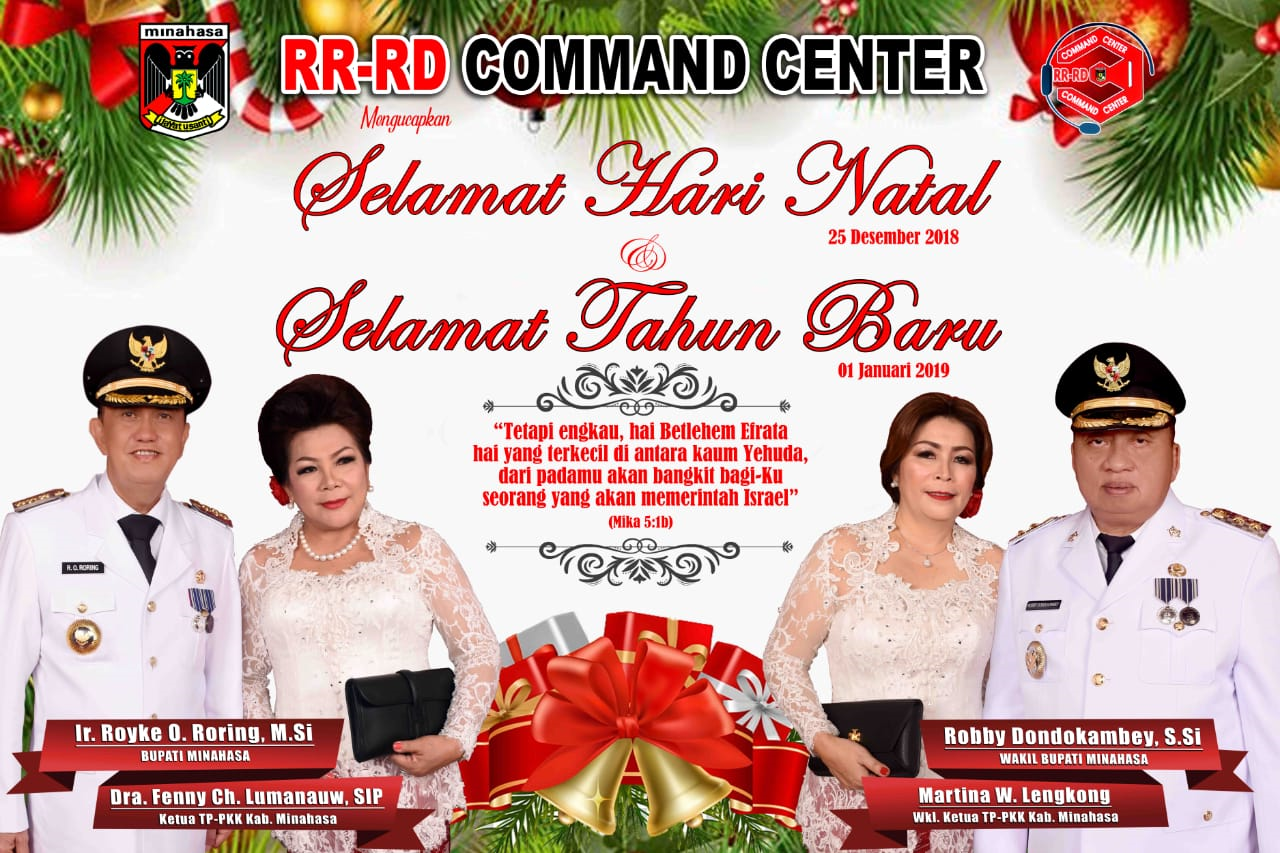 minahasa
Iayat usanti
RR-RD COMMAND CENTER
COMMAND CENTER
RR-RD
COMMAND CENTER
Mengucapkan
Selamat Hari Natal
25 Desember 2018
&
Selamat Tahun Baru
01 Januari 2019
“Tetapi engkau, hai Betlehem Efrata
hai yang terkecil di antara kaum Yehuda,
dari padamu akan bangkit bagi-Ku
seorang yang akan memerintah Israel”
(Mika 5:1b)
R. O. RORING
Ir. Royke O. Roring, M.Si
BUPATI MINAHASA
Dra. Fenny Ch. Lumanauw, SIP
Ketua TP-PKK Kab. Minahasa
Robby Dondokambey, S.Si
WAKIL BUPATI MINAHASA
Martina W. Lengkong
Wkl. Ketua TP-PKK Kab. Minahasa